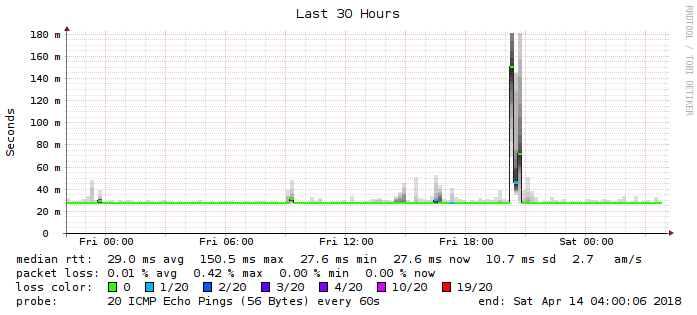 Last 30 Hours
RRDTOOL / TOBI OETIKER
Seconds
180 m
160 m
140 m
120 m
100 m
80 m
60 m
40 m
20 m
0
Fri 00:00 Fri 06:00 Fri 12:00 Fri 18:00 Sat 00:00
median rtt: 29.0 ms avg 150.5 ms max 27.6 ms min 27.6 ms now 10.7 ms sd 2.7 am/s
packet loss: 0.01 % avg 0.42 % max 0.00 % min 0.00 % now
loss color: 0 1/20 2/20 3/20 4/20 10/20 19/20
probe: 20 ICMP Echo Pings (56 Bytes) every 60s end: Sat Apr 14 04:00:06 2018